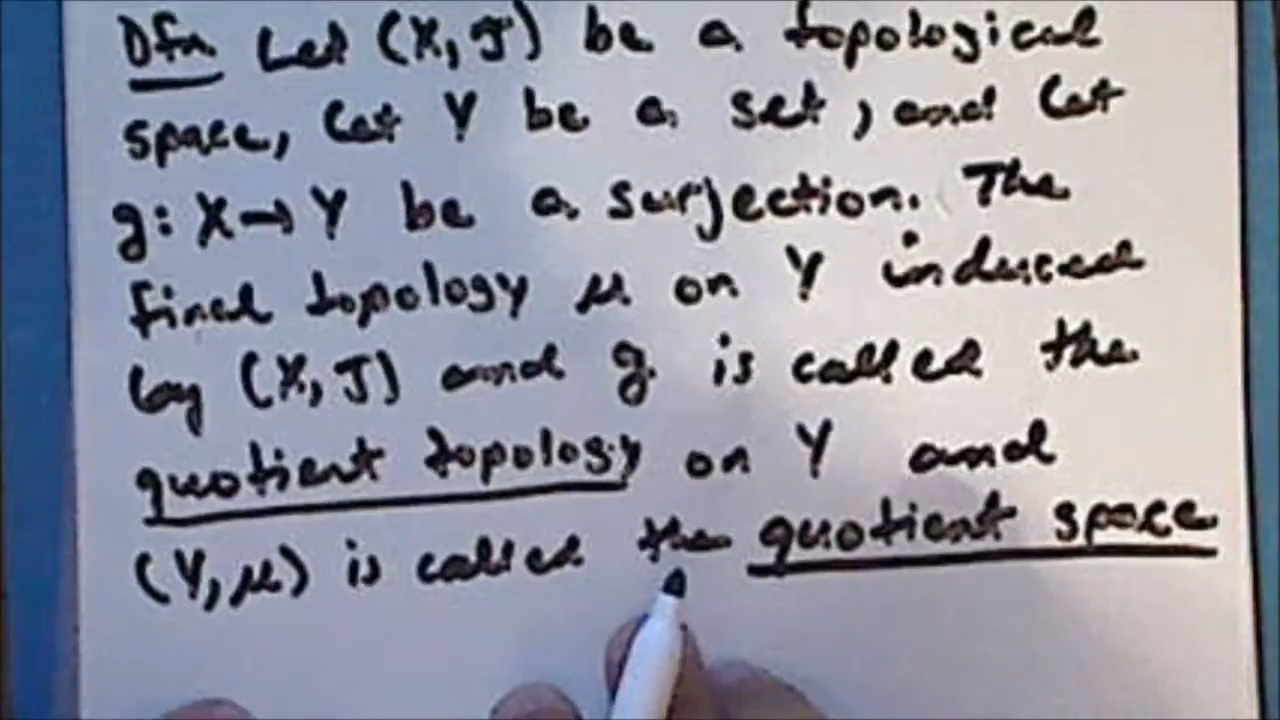 Dfn Let (X, J) be a topological
space, let Y be a set, and let
g: X→Y be a surjection. The
final topology μ on Y induced
by (X, J) and g is called the
quotient topology on Y and
(Y, μ) is called the quotient space